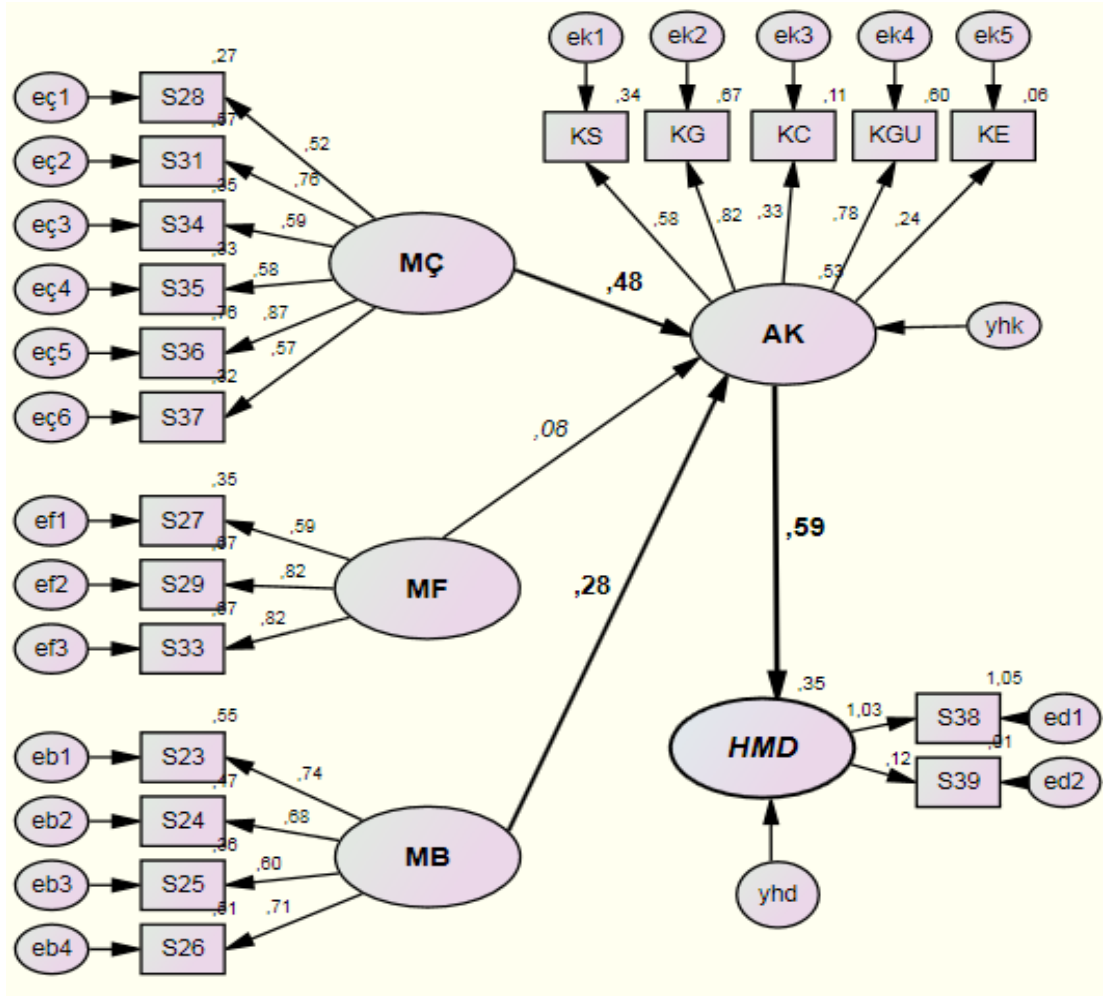 ek1 ek2 ek3 ek4 ek5
,34 ,67 ,11 ,60 ,06
KS KG KC KGU KE
,58 ,82 ,33 ,78 ,24
,27
eç1 S28 ,52
,57
eç2 S31 ,76
,35
eç3 S34 ,59
,33
eç4 S35 ,58
,76
eç5 S36 ,87
,32
eç6 S37 ,57
MÇ
,48
,53
AK
yhk
,08
,35
ef1 S27 ,59
,67
ef2 S29 ,82
,67
ef3 S33 ,82
MF
,59
,28
,55
eb1 S23 ,74
,47
eb2 S24 ,68
,36
eb3 S25 ,60
eb4 S26 ,71
MB
,35
HMD
1,03 S38 1,05 ed1
,12 S39 ,01 ed2
yhd